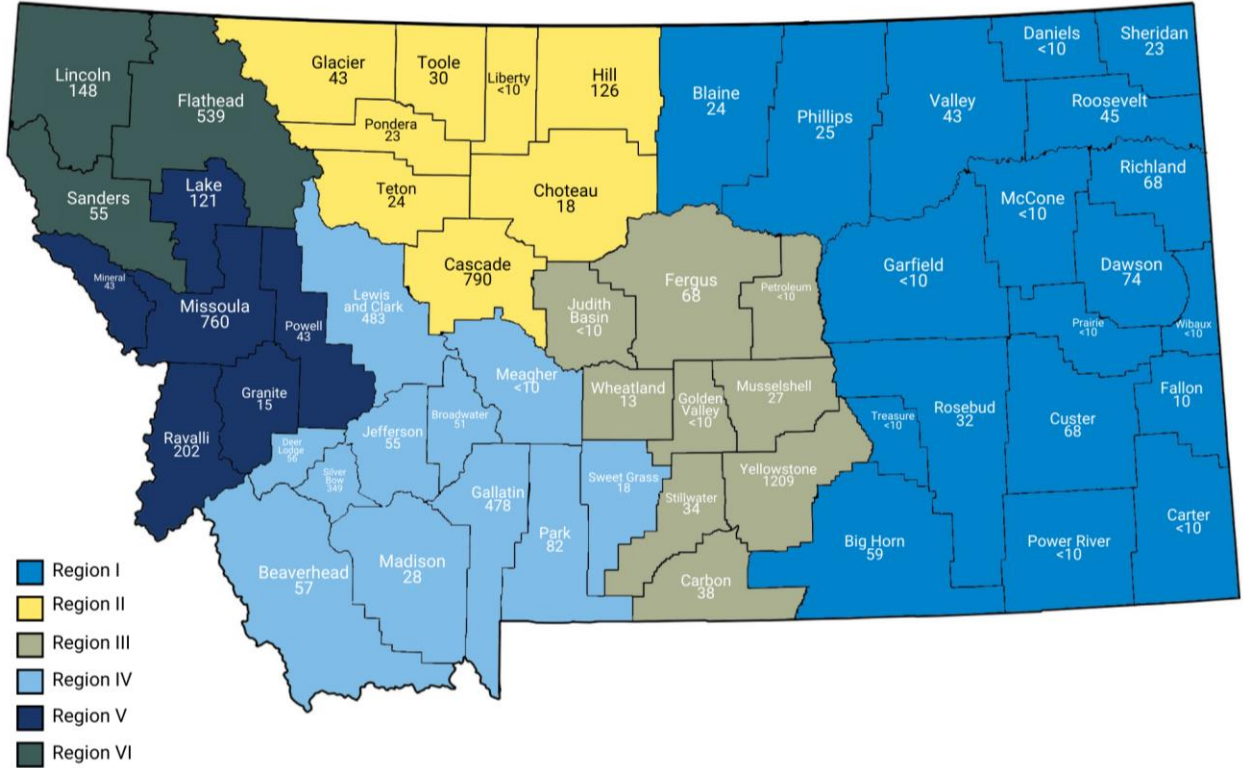 Lincoln
148
Flathead
539
Sanders
55
Lake
121
Mineral
43
Missoula
760
Powell
43
Granite
15
Ravalli
202
Glacier
43
Toole
30
Liberty
<10
Hill
126
Pondera
23
Teton
24
Choteau
18
Cascade
790
Lewis
and Clark
483
Meagher
<10
Broadwater
51
Jefferson
55
Deer
Lodge
56
Silver
Bow
349
Gallatin
478
Park
82
Sweet Grass
18
Madison
28
Beaverhead
57
Judith
Basin
<10
Fergus
68
Petroleum
<10
Wheatland
13
Golden
Valley
<10
Musselshell
27
Stillwater
34
Yellowstone
1209
Carbon
38
Blaine
24
Phillips
25
Valley
43
Daniels
<10
Sheridan
23
Roosevelt
45
Richland
68
McCone
<10
Garfield
<10
Dawson
74
Prairie
<10
Wibaux
<10
Treasure
<10
Rosebud
32
Custer
68
Fallon
10
Big Horn
59
Power River
<10
Carter
<10
Region I
Region II
Region III
Region IV
Region V
Region VI